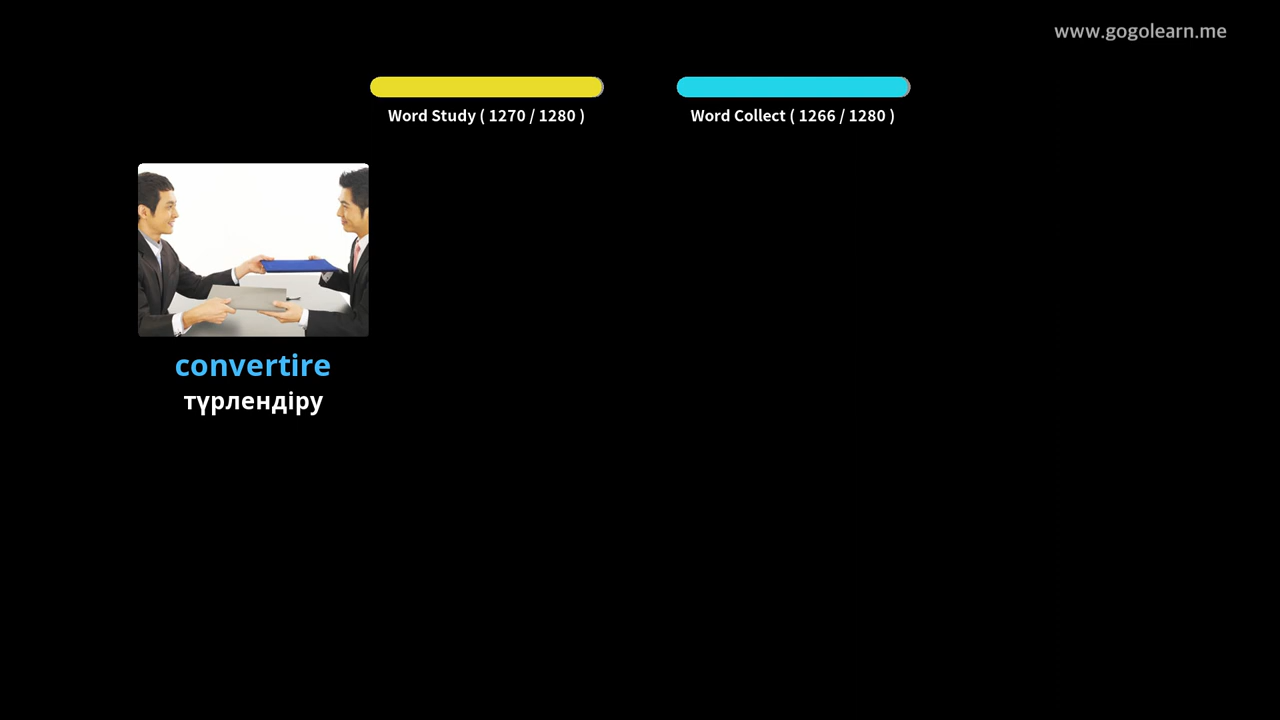 www.gogolearn.me
Word Study ( 1270 / 1280 )
Word Collect ( 1266 / 1280 )
convertire
түрлендіру